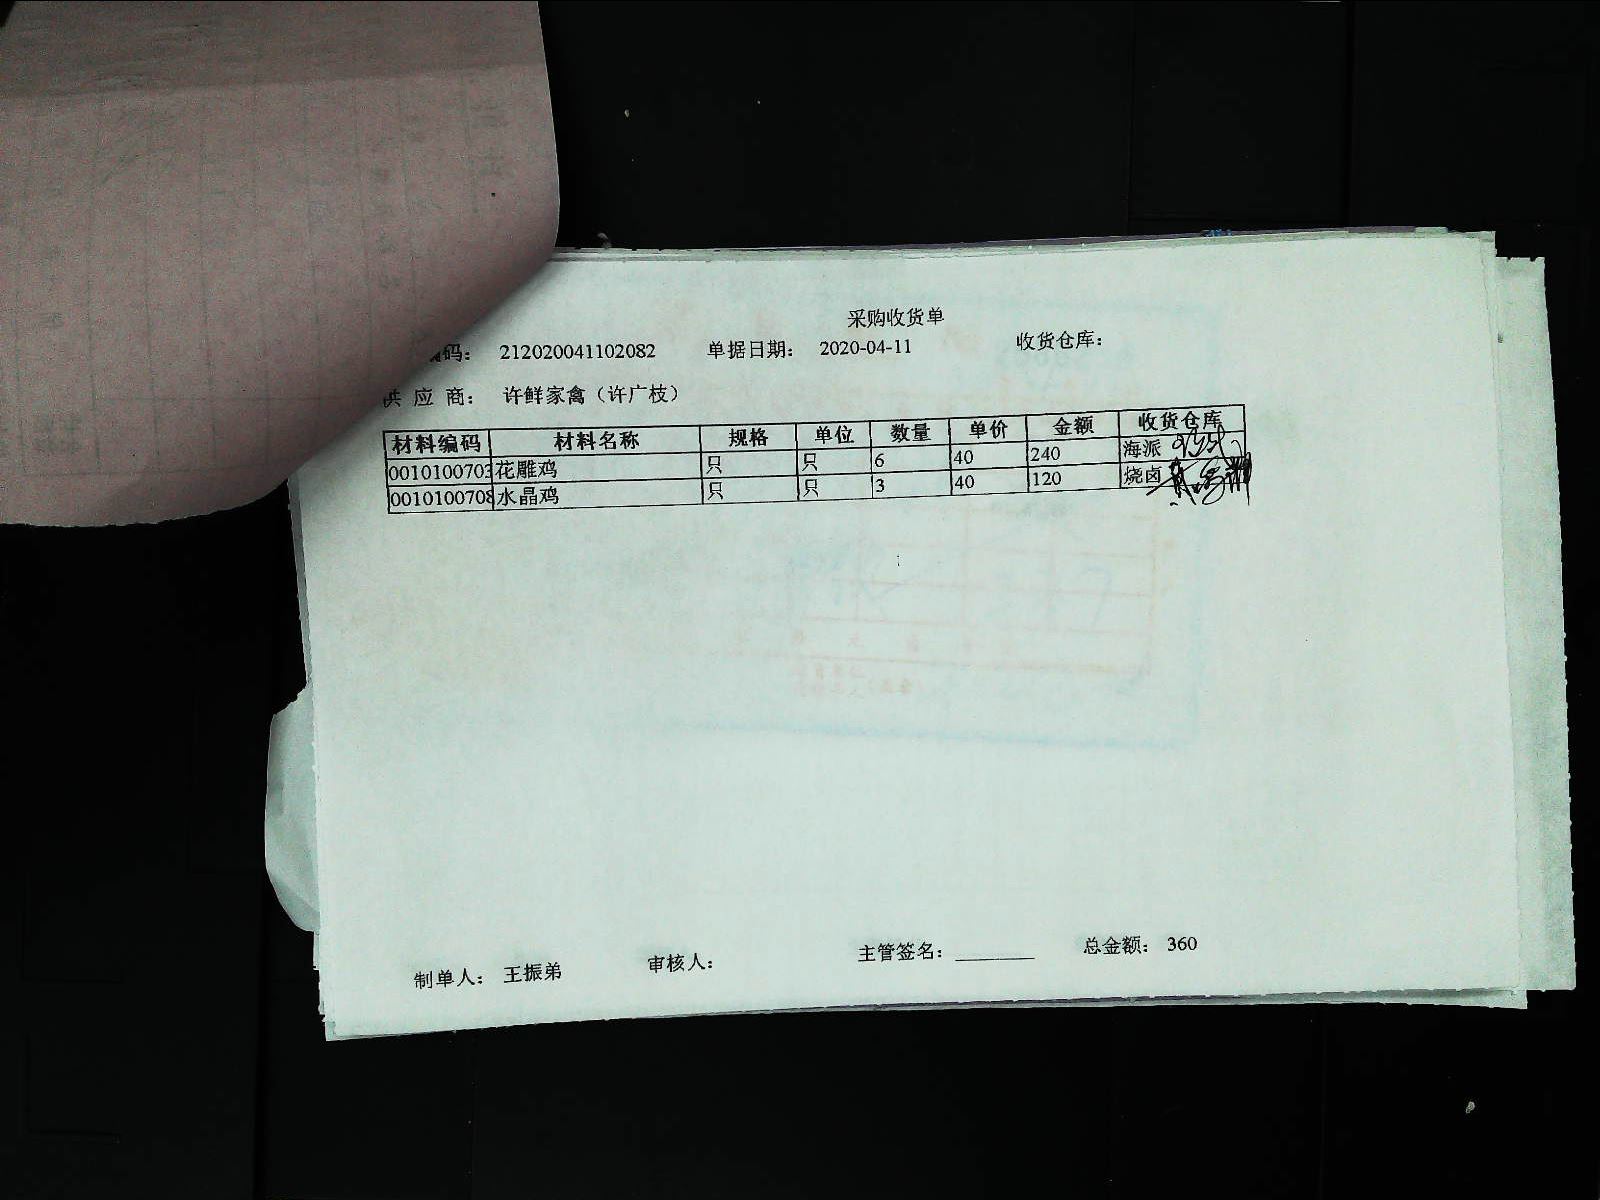 采购收货单
编码： 212020041102082 单据日期： 2020-04-11 收货仓库：
供 应 商： 许鲜家禽（许广枝）
材料编码 材料名称 规格 单位 数量 单价 金额 收货仓库
0010100703 花雕鸡 只 只 6 40 240 海派
0010100708 水晶鸡 只 只 3 40 120 烧卤
制单人： 王振弟 审核人： 主管签名：_______ 总金额： 360